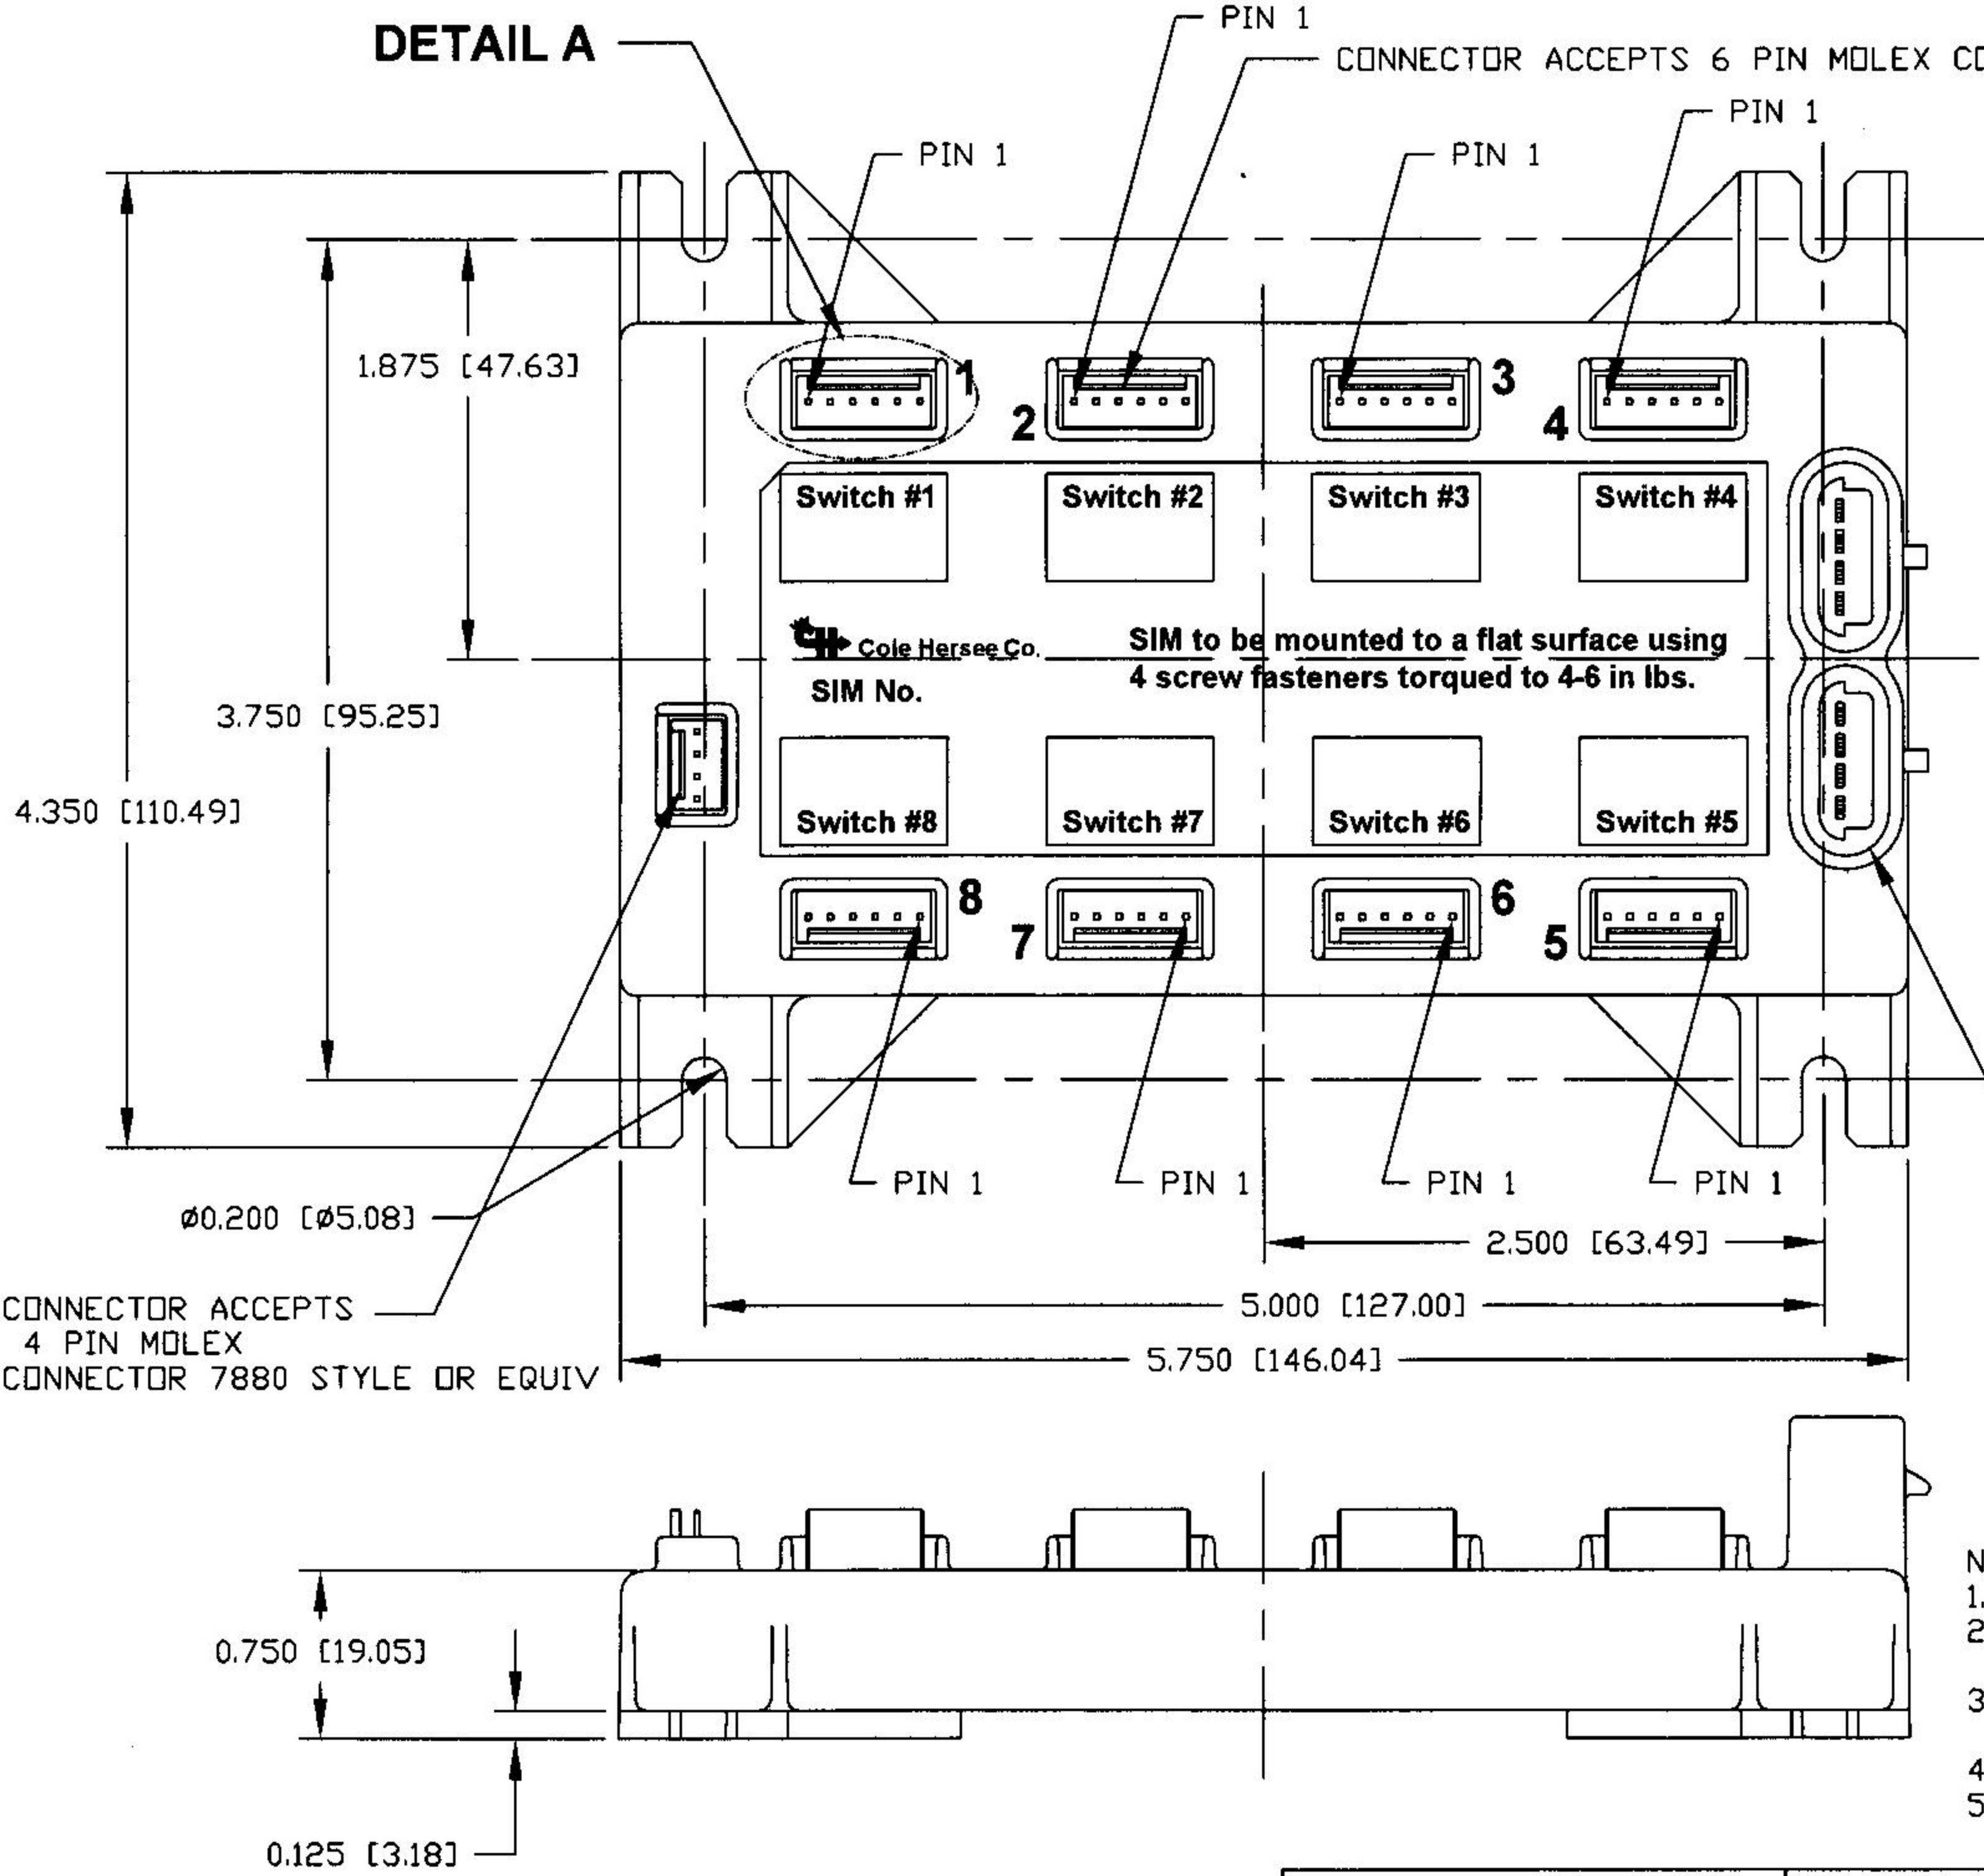 DETAIL A
PIN 1
CONNECTOR ACCEPTS 6 PIN MOLEX CO
PIN 1
PIN 1
PIN 1
1.875 [47.63]
1
2
3
4
Switch #1
Switch #2
Switch #3
Switch #4
CH Cole Hersee Co.
SIM No.
SIM to be mounted to a flat surface using
4 screw fasteners torqued to 4-6 in lbs.
3.750 [95.25]
4.350 [110.49]
Switch #8
Switch #7
Switch #6
Switch #5
8
7
6
5
PIN 1
PIN 1
PIN 1
PIN 1
Ø0.200 [Ø5.08]
2.500 [63.49]
CONNECTOR ACCEPTS
4 PIN MOLEX
CONNECTOR 7880 STYLE OR EQUIV
5.000 [127.00]
5.750 [146.04]
0.750 [19.05]
0.125 [3.18]
N
1.
2
3
4
5